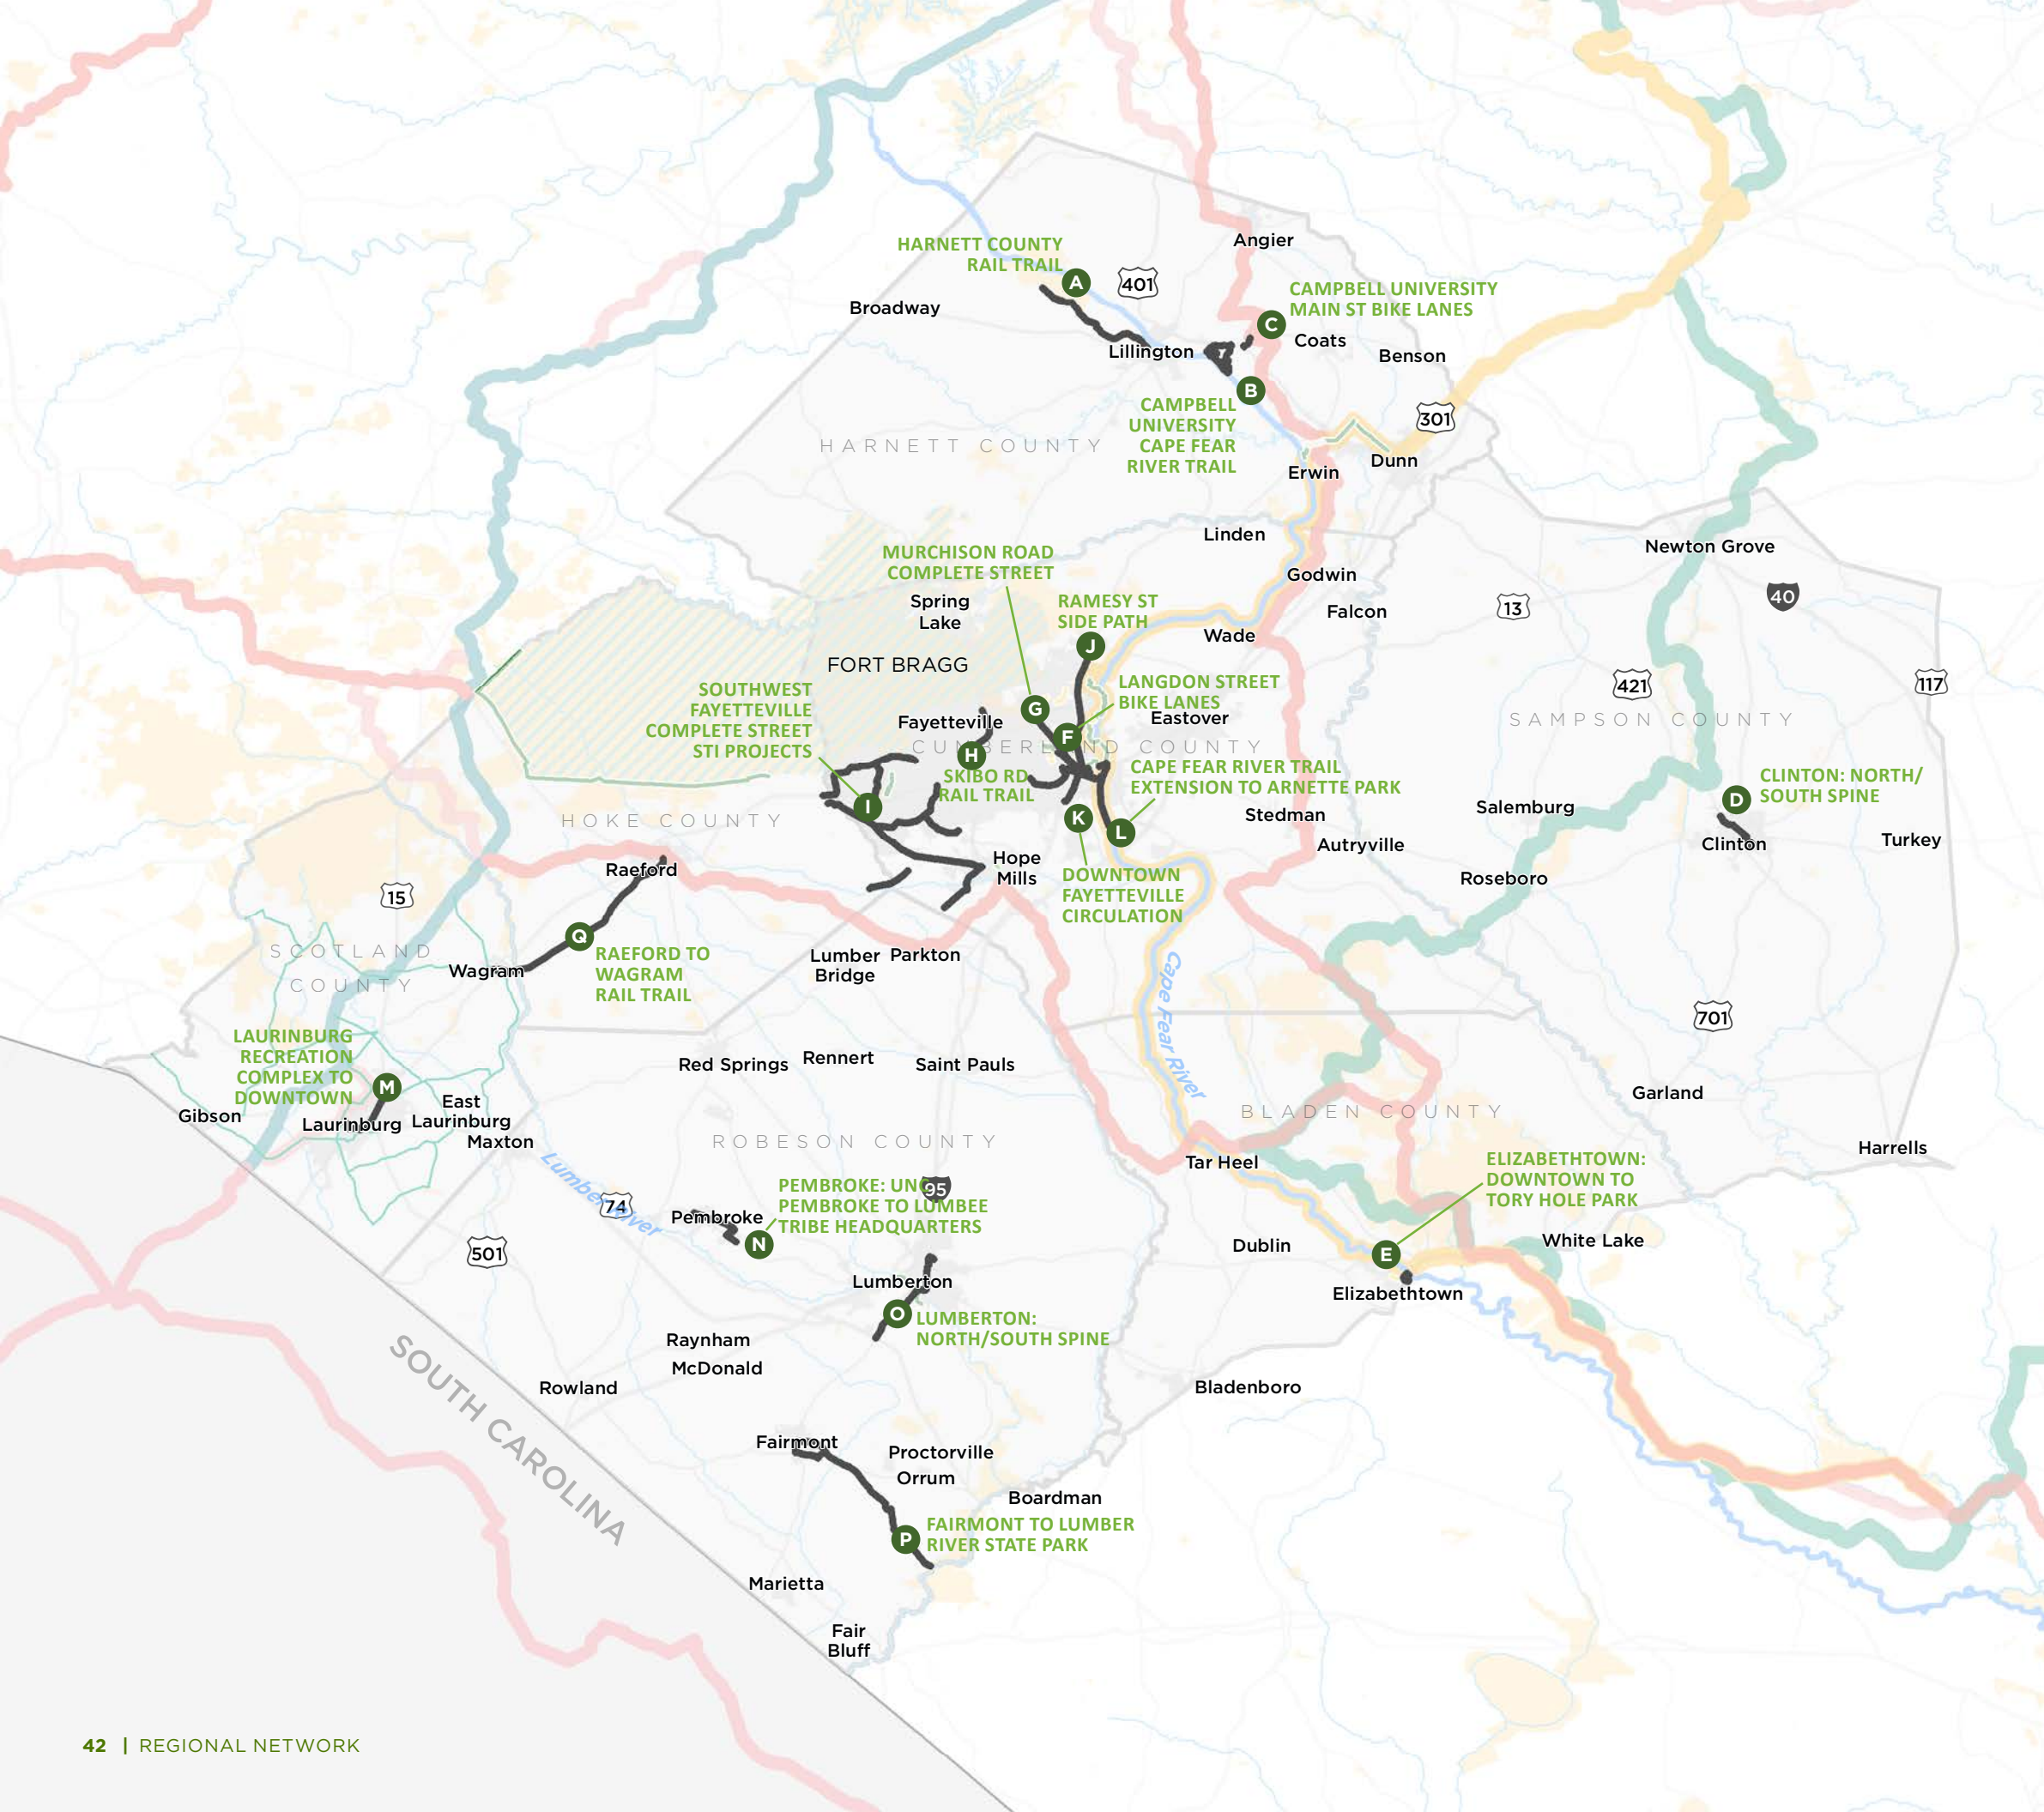 Angier
HARNETT COUNTY
RAIL TRAIL
A
401
CAMPBELL UNIVERSITY
MAIN ST BIKE LANES
Broadway
C
Coats
Lillington
Benson
B
CAMPBELL
UNIVERSITY
CAPE FEAR
RIVER TRAIL
301
HARNETT COUNTY
Dunn
Erwin
Linden
Newton Grove
MURCHISON ROAD
COMPLETE STREET
Godwin
40
Spring
Lake
RAMESY ST
SIDE PATH
13
Falcon
Wade
J
FORT BRAGG
SOUTHWEST
FAYETTEVILLE
COMPLETE STREET
STI PROJECTS
LANGDON STREET
BIKE LANES
421
117
G
Fayetteville
Eastover
SAMPSON COUNTY
F
CUMBERLAND COUNTY
H
SKIBO RD
RAIL TRAIL
CAPE FEAR RIVER TRAIL
EXTENSION TO ARNETTE PARK
CLINTON: NORTH/
SOUTH SPINE
D
I
HOKE COUNTY
K
L
Stedman
Salemburg
Autryville
Clinton
Turkey
Hope
Mills
Raeford
DOWNTOWN
FAYETTEVILLE
CIRCULATION
Roseboro
15
Q
SCOTLAND
COUNTY
RAEFORD TO
WAGRAM
RAIL TRAIL
Wagram
Lumber
Bridge
Parkton
Cape Fear River
701
LAURINBURG
RECREATION
COMPLEX TO
DOWNTOWN
M
Red Springs
Rennert
Saint Pauls
Garland
Gibson
Laurinburg
East
Laurinburg
Maxton
BLADEN COUNTY
ROBESON COUNTY
Harrells
Tar Heel
Lumber River
ELIZABETHTOWN:
DOWNTOWN TO
TORY HOLE PARK
PEMBROKE: UNC
PEMBROKE TO LUMBEE
TRIBE HEADQUARTERS
95
74
Pembroke
N
501
Dublin
E
White Lake
Lumberton
Elizabethtown
O
LUMBERTON:
NORTH/SOUTH SPINE
Raynham
McDonald
SOUTH CAROLINA
Rowland
Bladenboro
Fairmont
Proctorville
Orrum
Boardman
P
FAIRMONT TO LUMBER
RIVER STATE PARK
Marietta
Fair
Bluff
42 | REGIONAL NETWORK